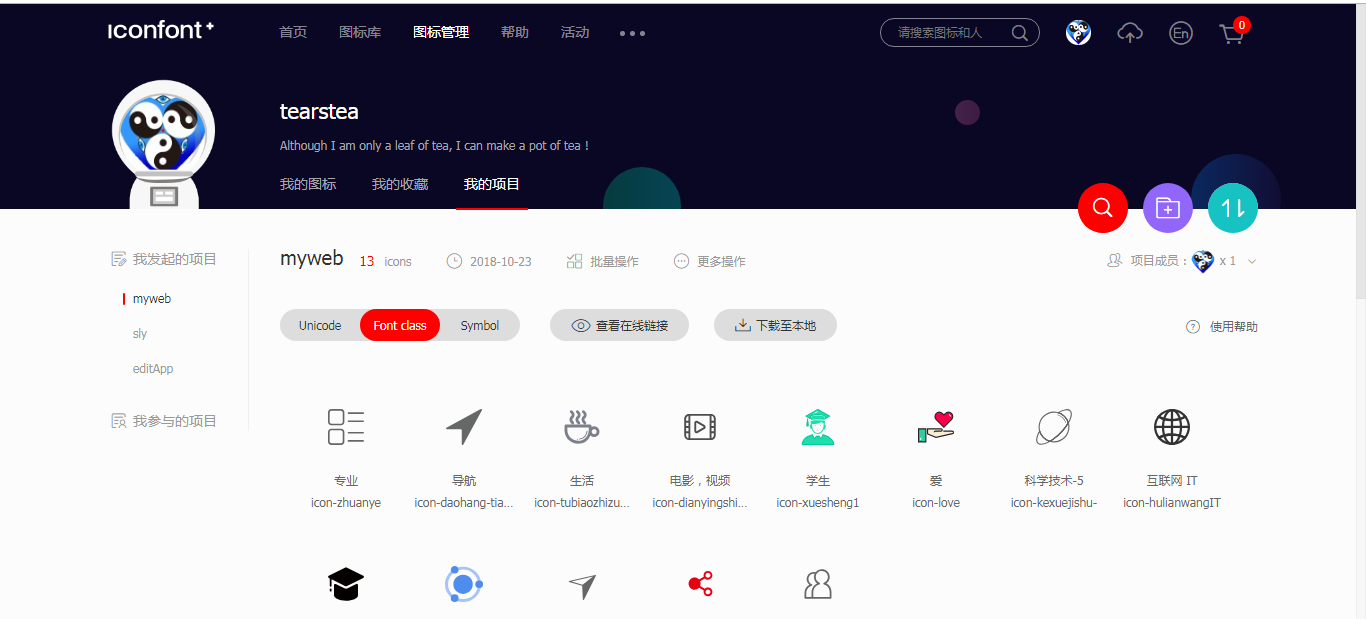 iconfont+
首页 图标库 图标管理 帮助 活动
请搜索图标和人
En
0
tearstea
Although I am only a leaf of tea, I can make a pot of tea !
我的图标 我的收藏 我的项目
我发起的项目
myweb
sly
editApp
我参与的项目
myweb 13 icons 2018-10-23 批量操作 更多操作 项目成员： x 1
Unicode Font class Symbol 查看在线链接 下载至本地 ? 使用帮助
专业 导航 生活 电影，视频 学生 爱 科学技术-5 互联网 IT
icon-zhuanye icon-daohang-tia... icon-tubiaozhizu... icon-dianyingshi... icon-xuesheng1 icon-love icon-kexuejishu- icon-hulianwangIT